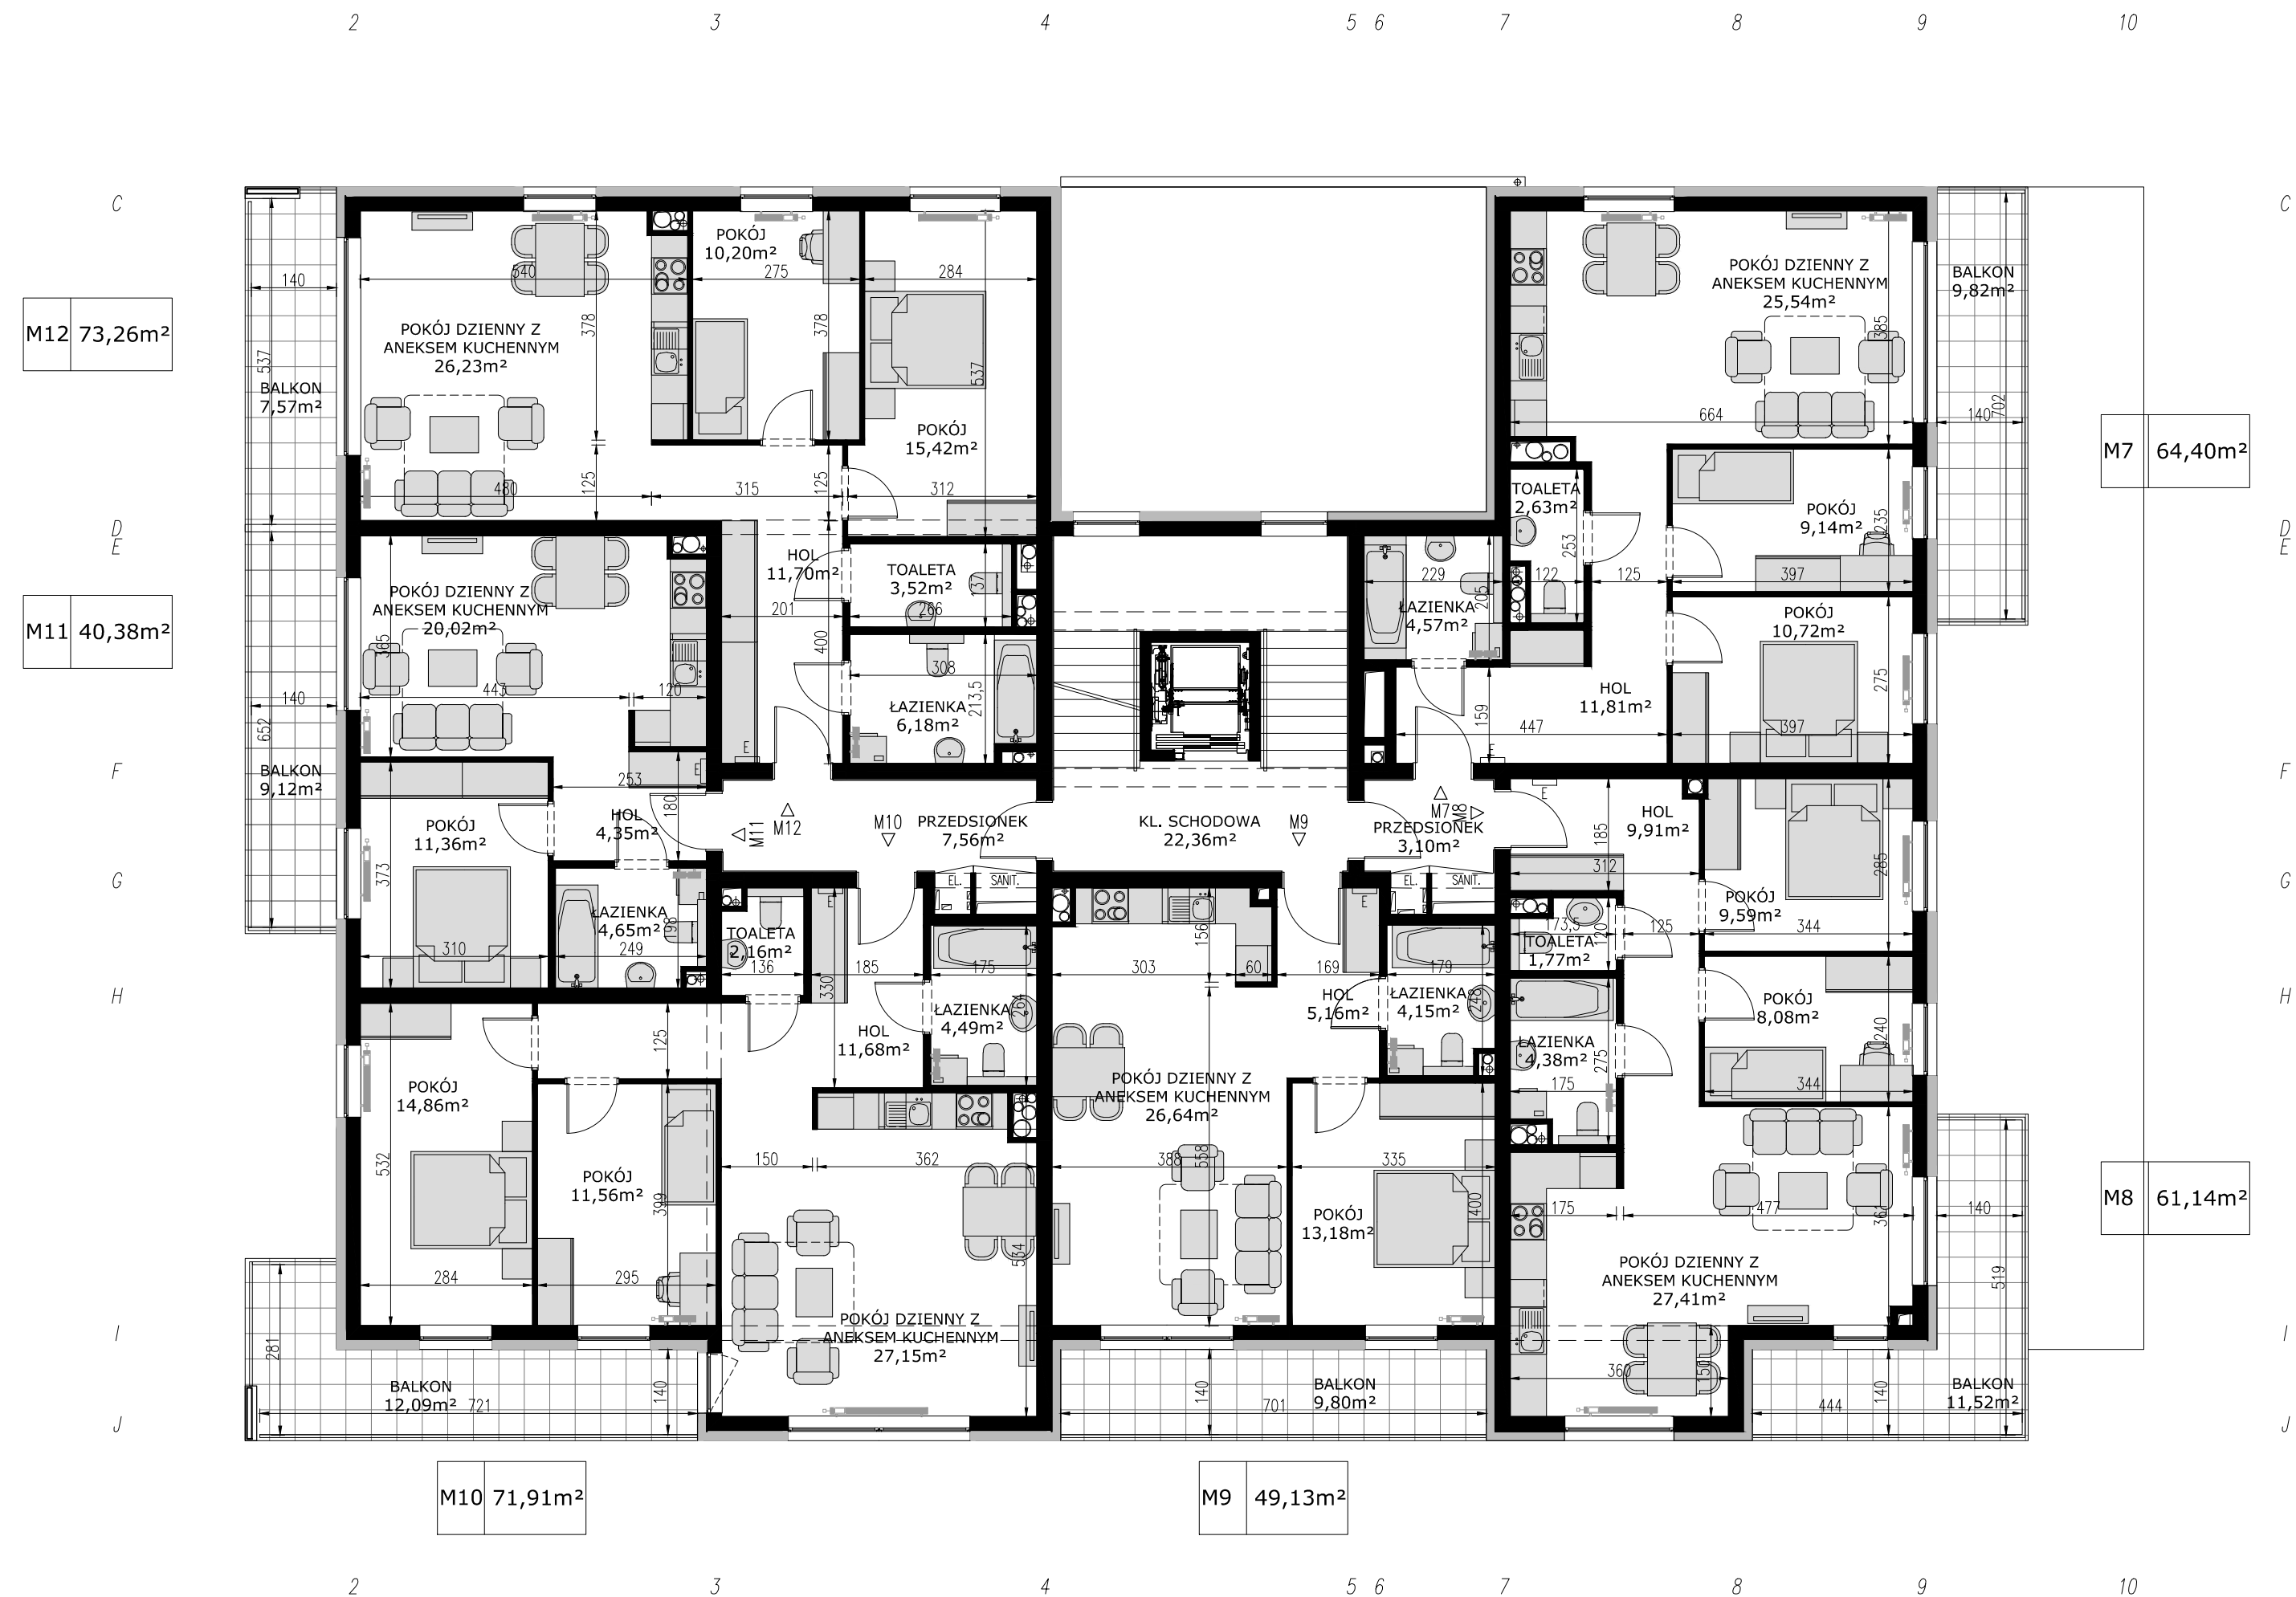 2 3 4 5 6 7 8 9 10
C C
POKÓJ
10,20m²
POKÓJ DZIENNY Z
ANEKSEM KUCHENNYM
25,54m²
BALKON
9,82m²
540 275 284
140
M12 73,26m²
POKÓJ DZIENNY Z
ANEKSEM KUCHENNYM
26,23m²
378 378
537
385
537
BALKON
7,57m²
POKÓJ
15,42m²
664 140
702
M7 64,40m²
480 125 315 125 312
TOALETA
2,63m²
POKÓJ
9,14m²
235
D D
E E
HOL
11,70m²
TOALETA
3,52m²
137
253
229 122 125 397
POKÓJ DZIENNY Z
ANEKSEM KUCHENNYM
20,02m²
365
201 266
ŁAZIENKA
4,57m²
205
POKÓJ
10,72m²
M11 40,38m²
400
308
443 120
140
652
ŁAZIENKA
6,18m²
213,5
HOL
11,81m²
275
159
447 397
E E
F F
BALKON
9,12m²
253 E
E
180
HOL
4,35m²
POKÓJ
11,36m²
M11
M12
M10
PRZEDSIONEK
7,56m²
KL. SCHODOWA
22,36m²
M9
M7
M8
PRZEDSIONEK
3,10m²
HOL
9,91m²
185
312
285
373
G G
EL. SANIT. EL. SANIT.
E E
POKÓJ
9,59m²
ŁAZIENKA
4,65m²
198
310 249
TOALETA
2,16m²
136 185 175
156
303 60 169 179
173,5 120 125 344
TOALETA
1,77m²
H H
330
HOL
11,68m²
ŁAZIENKA
4,49m²
264
HOL
5,16m²
ŁAZIENKA
4,15m²
248
POKÓJ
8,08m²
240
ŁAZIENKA
4,38m²
275
175 344
125
POKÓJ
14,86m²
POKÓJ DZIENNY Z
ANEKSEM KUCHENNYM
26,64m²
532
150 362 388 558 335
POKÓJ
11,56m²
399
POKÓJ
13,18m²
400
175 477 361
140
M8 61,14m²
534
284 295
POKÓJ DZIENNY Z
ANEKSEM KUCHENNYM
27,41m²
519
POKÓJ DZIENNY Z
ANEKSEM KUCHENNYM
27,15m²
I I
281
360 150
BALKON
12,09m²
721 140
140
BALKON
9,80m²
701
140
444
BALKON
11,52m²
J J
M10 71,91m²
M9 49,13m²
2 3 4 5 6 7 8 9 10